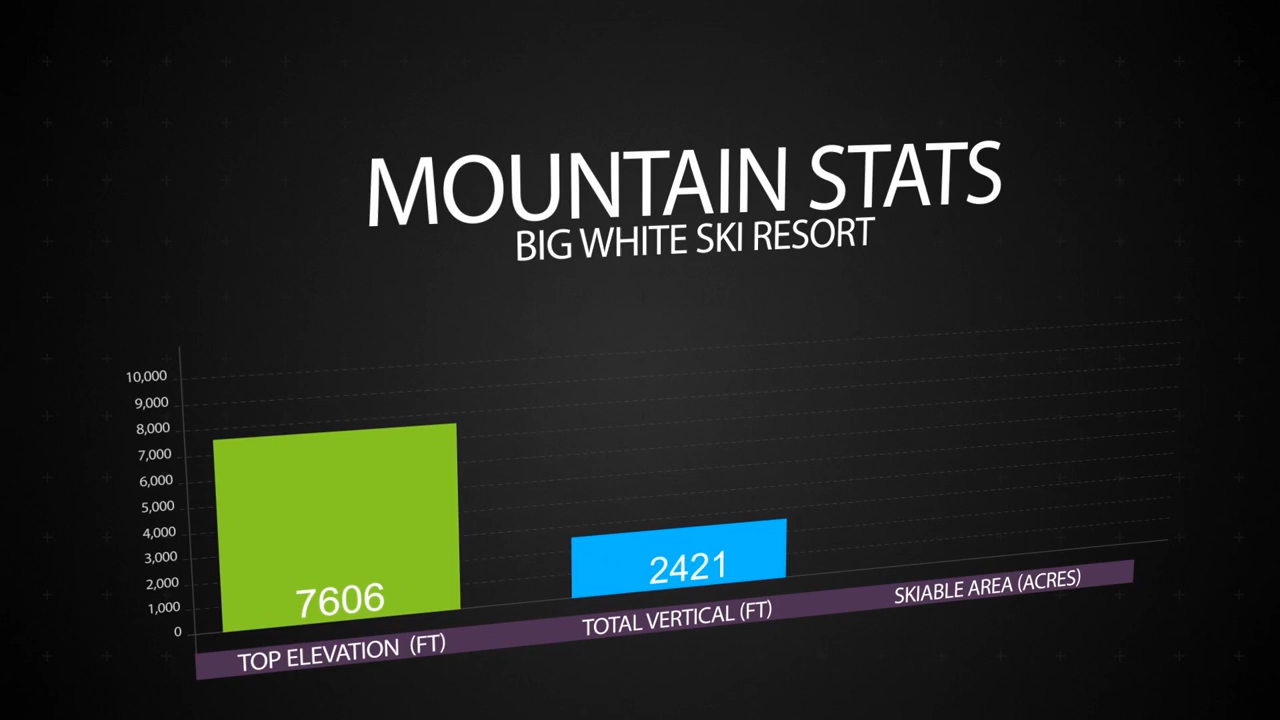 MOUNTAIN STATS
BIG WHITE SKI RESORT
10,000
9,000
8,000
7,000
6,000
5,000
4,000
3,000
2,000
1,000
0
7606
2421
TOP ELEVATION (FT)
TOTAL VERTICAL (FT)
SKIABLE AREA (ACRES)